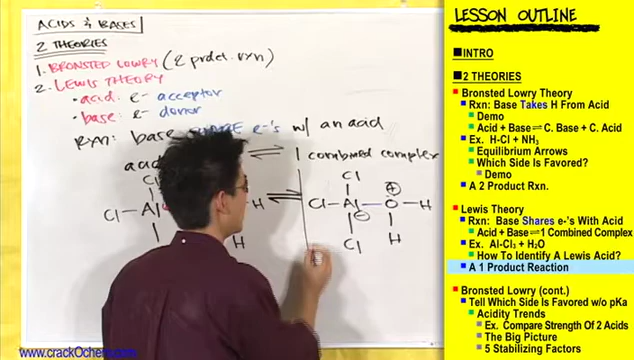 ACIDS & BASES
2 THEORIES
1. BRONSTED LOWRY (2 prdct. rxn)
2. LEWIS THEORY
• acid: e- acceptor
• base: e- donor
RXN: base SHARE e-'s w/ an acid
acid ⇌ 1 combined complex
Cl Cl
Cl-Al H ⇌ Cl-Al-O-H
⊕
⊖
H Cl H
www.crackOchem.com
LESSON OUTLINE
INTRO
2 THEORIES
Bronsted Lowry Theory
Rxn: Base Takes H From Acid
Demo
Acid + Base ⇌ C. Base + C. Acid
Ex. H-Cl + NH3
Equilibrium Arrows
Which Side Is Favored?
Demo
A 2 Product Rxn.
Lewis Theory
Rxn: Base Shares e-'s With Acid
Acid + Base ⇌ 1 Combined Complex
Ex: Al-Cl3 + H2O
How To Identify A Lewis Acid?
A 1 Product Reaction
Bronsted Lowry (cont.)
Tell Which Side Is Favored w/o pKa
Acidity Trends
Ex. Compare Strength Of 2 Acids
The Big Picture
5 Stabilizing Factors